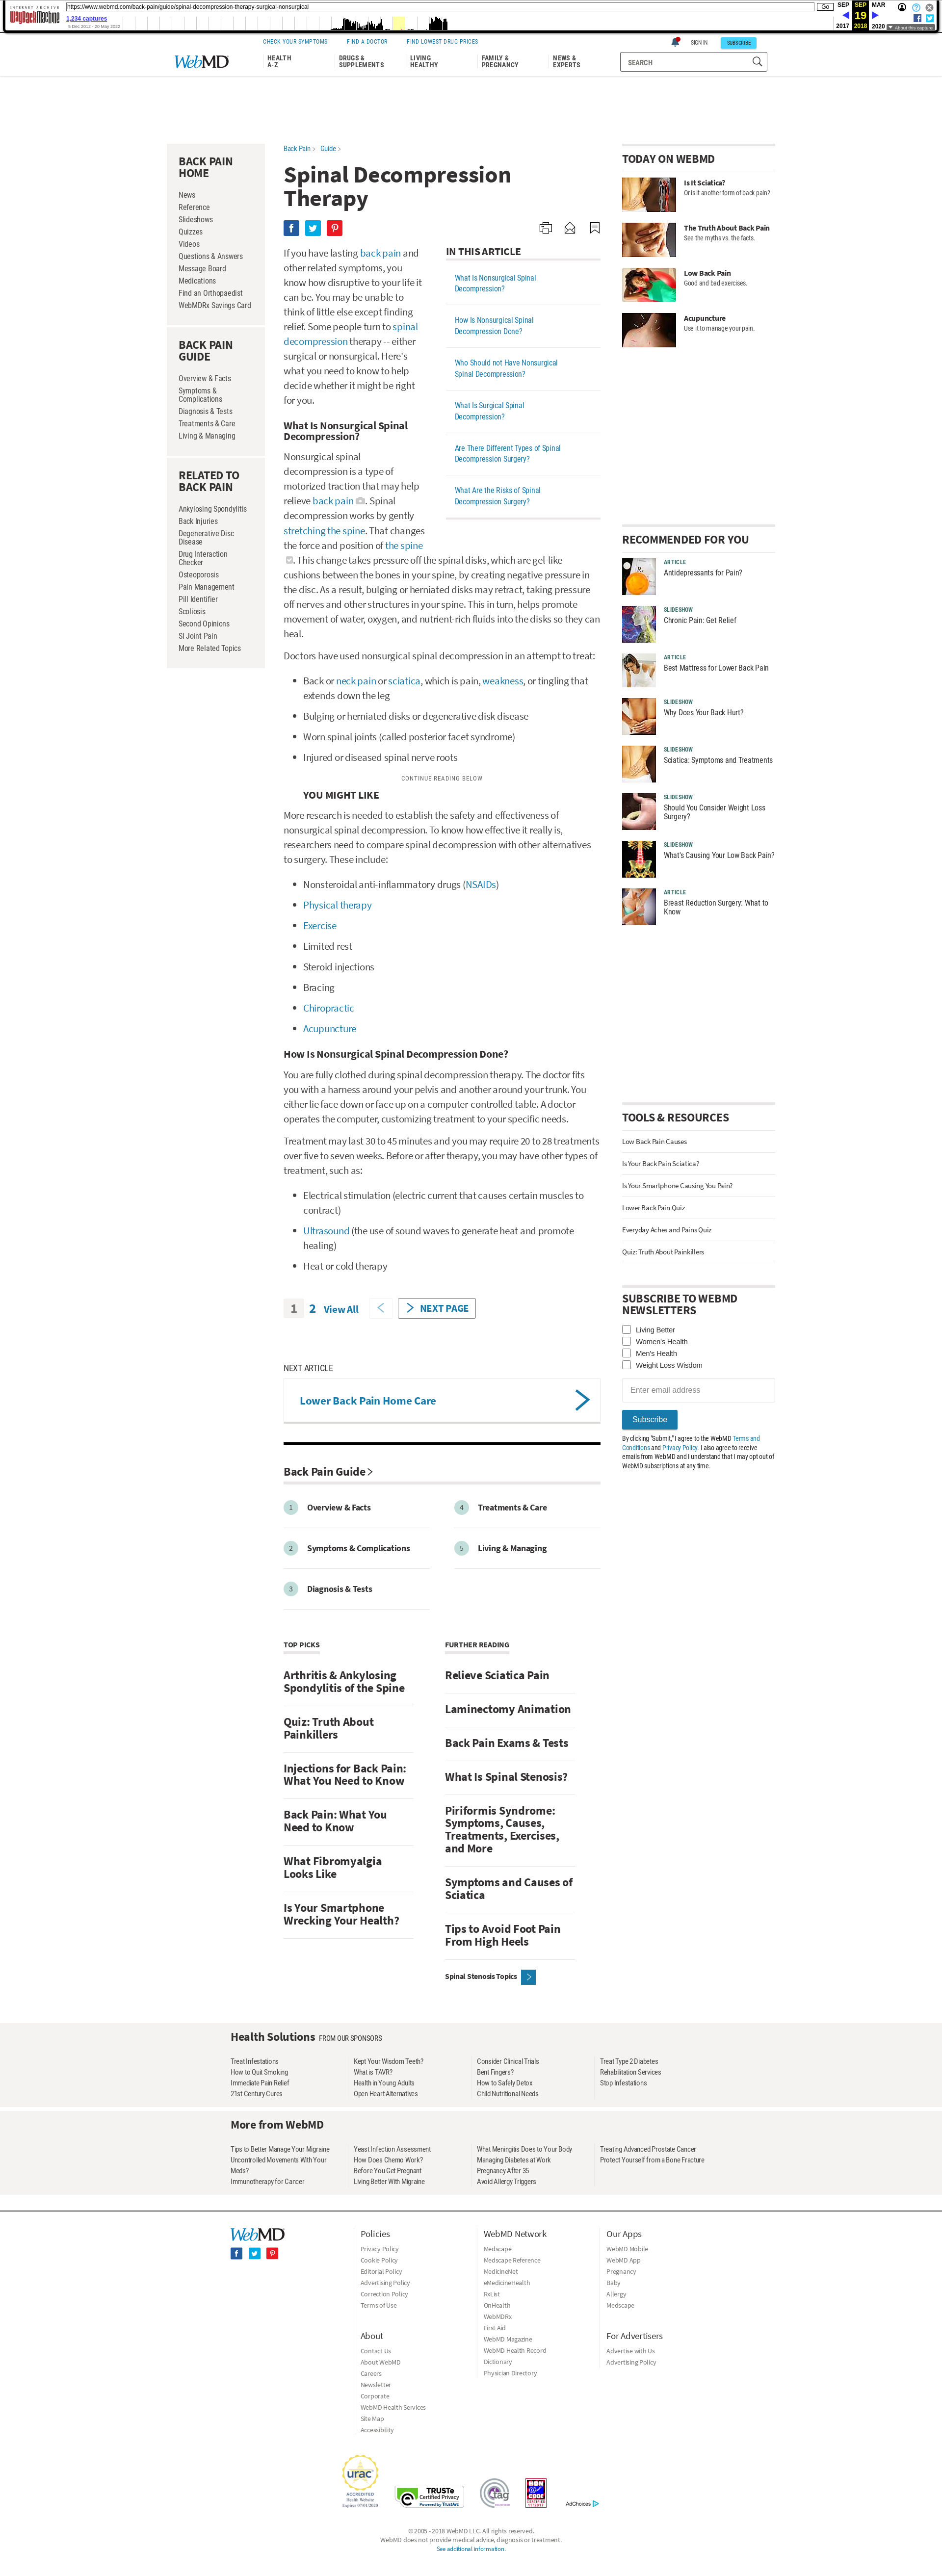 INTERNET ARCHIVE
WayBackMachine
https://www.webmd.com/back-pain/guide/spinal-decompression-therapy-surgical-nonsurgical
Go
1,234 captures
5 Dec 2012 - 20 May 2023
SEP SEP MAR
19
2017 2018 2020
About this capture
CHECK YOUR SYMPTOMS FIND A DOCTOR FIND LOWEST DRUG PRICES
SIGN IN SUBSCRIBE
WebMD
HEALTH
A-Z
DRUGS &
SUPPLEMENTS
LIVING
HEALTHY
FAMILY &
PREGNANCY
NEWS &
EXPERTS
SEARCH
BACK PAIN
HOME
News
Reference
Slideshows
Quizzes
Videos
Questions & Answers
Message Board
Medications
Find an Orthopaedist
WebMDRx Savings Card
BACK PAIN
GUIDE
Overview & Facts
Symptoms &
Complications
Diagnosis & Tests
Treatments & Care
Living & Managing
RELATED TO
BACK PAIN
Ankylosing Spondylitis
Back Injuries
Degenerative Disc
Disease
Drug Interaction
Checker
Osteoporosis
Pain Management
Pill Identifier
Scoliosis
Second Opinions
SI Joint Pain
More Related Topics
Back Pain > Guide >
Spinal Decompression
Therapy
If you have lasting back pain and
other related symptoms, you
know how disruptive to your life it
can be. You may be unable to
think of little else except finding
relief. Some people turn to spinal
decompression therapy -- either
surgical or nonsurgical. Here's
what you need to know to help
decide whether it might be right
for you.
IN THIS ARTICLE
What Is Nonsurgical Spinal
Decompression?
How Is Nonsurgical Spinal
Decompression Done?
Who Should not Have Nonsurgical
Spinal Decompression?
What Is Surgical Spinal
Decompression?
Are There Different Types of Spinal
Decompression Surgery?
What Are the Risks of Spinal
Decompression Surgery?
What Is Nonsurgical Spinal
Decompression?
Nonsurgical spinal
decompression is a type of
motorized traction that may help
relieve back pain. Spinal
decompression works by gently
stretching the spine. That changes
the force and position of the spine
. This change takes pressure off the spinal disks, which are gel-like
cushions between the bones in your spine, by creating negative pressure in
the disc. As a result, bulging or herniated disks may retract, taking pressure
off nerves and other structures in your spine. This in turn, helps promote
movement of water, oxygen, and nutrient-rich fluids into the disks so they can
heal.
Doctors have used nonsurgical spinal decompression in an attempt to treat:
• Back or neck pain or sciatica, which is pain, weakness, or tingling that
extends down the leg
• Bulging or herniated disks or degenerative disk disease
• Worn spinal joints (called posterior facet syndrome)
• Injured or diseased spinal nerve roots
CONTINUE READING BELOW
YOU MIGHT LIKE
More research is needed to establish the safety and effectiveness of
nonsurgical spinal decompression. To know how effective it really is,
researchers need to compare spinal decompression with other alternatives
to surgery. These include:
• Nonsteroidal anti-inflammatory drugs (NSAIDs)
• Physical therapy
• Exercise
• Limited rest
• Steroid injections
• Bracing
• Chiropractic
• Acupuncture
How Is Nonsurgical Spinal Decompression Done?
You are fully clothed during spinal decompression therapy. The doctor fits
you with a harness around your pelvis and another around your trunk. You
either lie face down or face up on a computer-controlled table. A doctor
operates the computer, customizing treatment to your specific needs.
Treatment may last 30 to 45 minutes and you may require 20 to 28 treatments
over five to seven weeks. Before or after therapy, you may have other types of
treatment, such as:
• Electrical stimulation (electric current that causes certain muscles to
contract)
• Ultrasound (the use of sound waves to generate heat and promote
healing)
• Heat or cold therapy
1 2 View All NEXT PAGE
NEXT ARTICLE
Lower Back Pain Home Care
Back Pain Guide
1 Overview & Facts
2 Symptoms & Complications
3 Diagnosis & Tests
4 Treatments & Care
5 Living & Managing
TOP PICKS
Arthritis & Ankylosing
Spondylitis of the Spine
Quiz: Truth About
Painkillers
Injections for Back Pain:
What You Need to Know
Back Pain: What You
Need to Know
What Fibromyalgia
Looks Like
Is Your Smartphone
Wrecking Your Health?
FURTHER READING
Relieve Sciatica Pain
Laminectomy Animation
Back Pain Exams & Tests
What Is Spinal Stenosis?
Piriformis Syndrome:
Symptoms, Causes,
Treatments, Exercises,
and More
Symptoms and Causes of
Sciatica
Tips to Avoid Foot Pain
From High Heels
Spinal Stenosis Topics
TODAY ON WEBMD
Is It Sciatica?
Or is it another form of back pain?
The Truth About Back Pain
See the myths vs. the facts.
Low Back Pain
Good and bad exercises.
Acupuncture
Use it to manage your pain.
RECOMMENDED FOR YOU
ARTICLE
Antidepressants for Pain?
SLIDESHOW
Chronic Pain: Get Relief
ARTICLE
Best Mattress for Lower Back Pain
SLIDESHOW
Why Does Your Back Hurt?
SLIDESHOW
Sciatica: Symptoms and Treatments
SLIDESHOW
Should You Consider Weight Loss
Surgery?
SLIDESHOW
What's Causing Your Low Back Pain?
ARTICLE
Breast Reduction Surgery: What to
Know
TOOLS & RESOURCES
Low Back Pain Causes
Is Your Back Pain Sciatica?
Is Your Smartphone Causing You Pain?
Lower Back Pain Quiz
Everyday Aches and Pains Quiz
Quiz: Truth About Painkillers
SUBSCRIBE TO WEBMD
NEWSLETTERS
Living Better
Women's Health
Men's Health
Weight Loss Wisdom
Enter email address
Subscribe
By clicking "Submit," I agree to the WebMD Terms and
Conditions and Privacy Policy. I also agree to receive
emails from WebMD and I understand that I may opt out of
WebMD subscriptions at any time.
Health Solutions FROM OUR SPONSORS
Treat Infestations
How to Quit Smoking
Immediate Pain Relief
21st Century Cures
Kept Your Wisdom Teeth?
What is TAVR?
Health in Young Adults
Open Heart Alternatives
Consider Clinical Trials
Bent Fingers?
How to Safely Detox
Child Nutritional Needs
Treat Type 2 Diabetes
Rehabilitation Services
Stop Infestations
More from WebMD
Tips to Better Manage Your Migraine
Uncontrolled Movements With Your
Meds?
Immunotherapy for Cancer
Yeast Infection Assessment
How Does Chemo Work?
Before You Get Pregnant
Living Better With Migraine
What Meningitis Does to Your Body
Managing Diabetes at Work
Pregnancy After 35
Avoid Allergy Triggers
Treating Advanced Prostate Cancer
Protect Yourself from a Bone Fracture
WebMD
Policies
Privacy Policy
Cookie Policy
Editorial Policy
Advertising Policy
Correction Policy
Terms of Use
About
Contact Us
About WebMD
Careers
Newsletter
Corporate
WebMD Health Services
Site Map
Accessibility
WebMD Network
Medscape
Medscape Reference
MedicineNet
eMedicineHealth
RxList
OnHealth
WebMDRx
First Aid
WebMD Magazine
WebMD Health Record
Dictionary
Physician Directory
Our Apps
WebMD Mobile
WebMD App
Pregnancy
Baby
Allergy
Medscape
For Advertisers
Advertise with Us
Advertising Policy
urac
ACCREDITED
Health Website
Expires 07/01/2020
TRUSTe
Certified Privacy
Powered by TrustArc
tag
HON
CODE
AdChoices
© 2005 - 2018 WebMD LLC. All rights reserved.
WebMD does not provide medical advice, diagnosis or treatment.
See additional information.